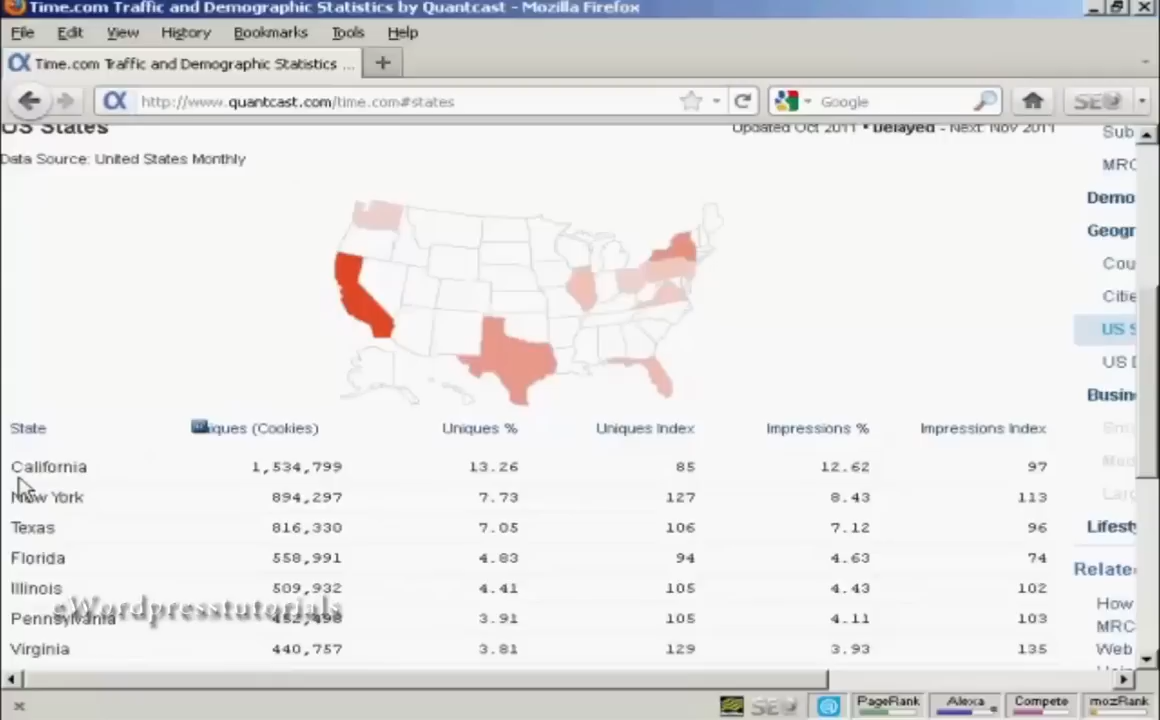 Time.com Traffic and Demographic Statistics by Quantcast - Mozilla Firefox
File Edit View History Bookmarks Tools Help
Time.com Traffic and Demographic Statistics ...
http://www.quantcast.com/time.com#states
Google
SEO
US States
Updated Oct 2011 • Delayed - Next: Nov 2011
Data Source: United States Monthly
Sub
MRC
Demo
Geogr
Cou
Citie
US S
US D
Busin
Lifest
Relate
How
MRC
Web
State Uniques (Cookies) Uniques % Uniques Index Impressions % Impressions Index
California 1,534,799 13.26 85 12.62 97
New York 894,297 7.73 127 8.43 113
Texas 816,330 7.05 106 7.12 96
Florida 558,991 4.83 94 4.63 74
Illinois 509,932 4.41 105 4.43 102
eWordpresstutorials
Pennsylvania 452,498 3.91 105 4.11 103
Virginia 440,757 3.81 129 3.93 135
SEO PageRank Alexa Compete mozRank